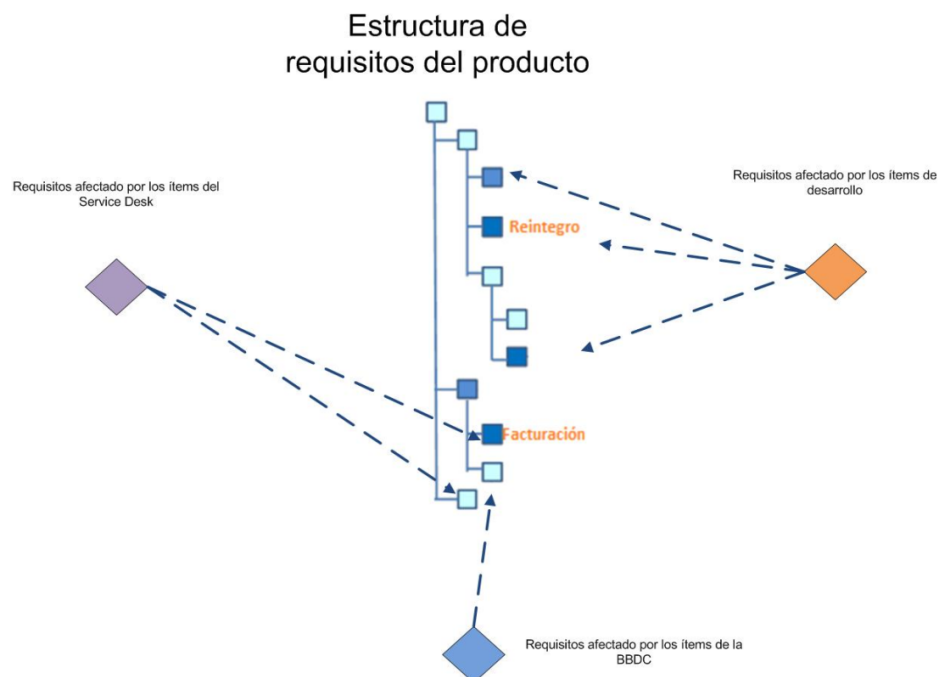 Estructura de
requisitos del producto
Requisitos afectado por los ítems del
Service Desk
Requisitos afectado por los ítems de
desarrollo
Reintegro
Facturación
Requisitos afectado por los ítems de la
BBDC